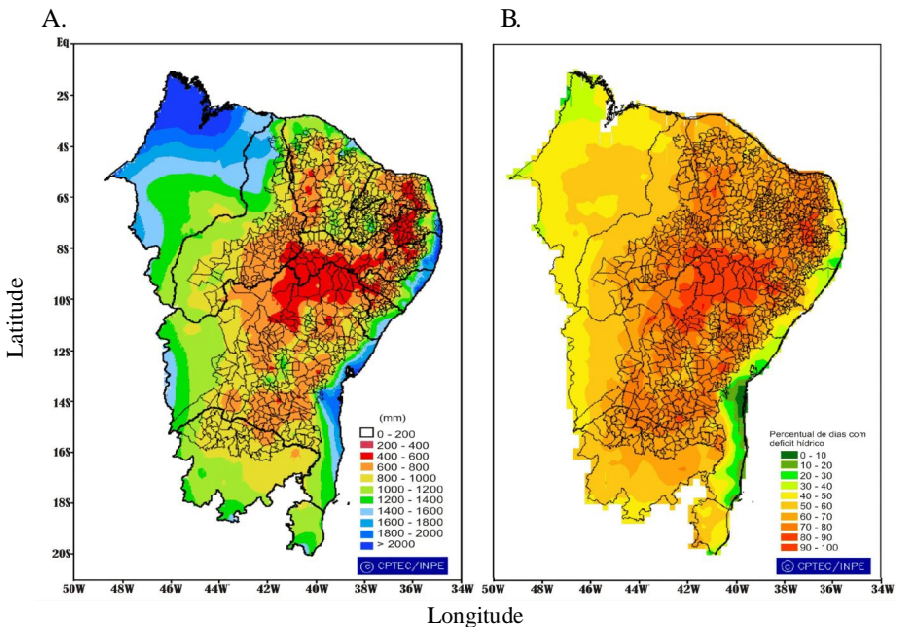 A.
Eq
2S
4S
6S
8S
10S
12S
14S
16S
18S
20S
50W 48W 46W 44W 42W 40W 38W 36W 34W
(mm)
0 - 200
200 - 400
400 - 600
600 - 800
800 - 1000
1000 - 1200
1200 - 1400
1400 - 1600
1600 - 1800
1800 - 2000
> 2000
© CPTEC/INPE
B.
Percentual de dias com
deficit hídrico
0 - 10
10 - 20
20 - 30
30 - 40
40 - 50
50 - 60
60 - 70
70 - 80
80 - 90
90 - 100
© CPTEC/INPE
48W 46W 44W 42W 40W 38W 36W 34W
Latitude
Longitude